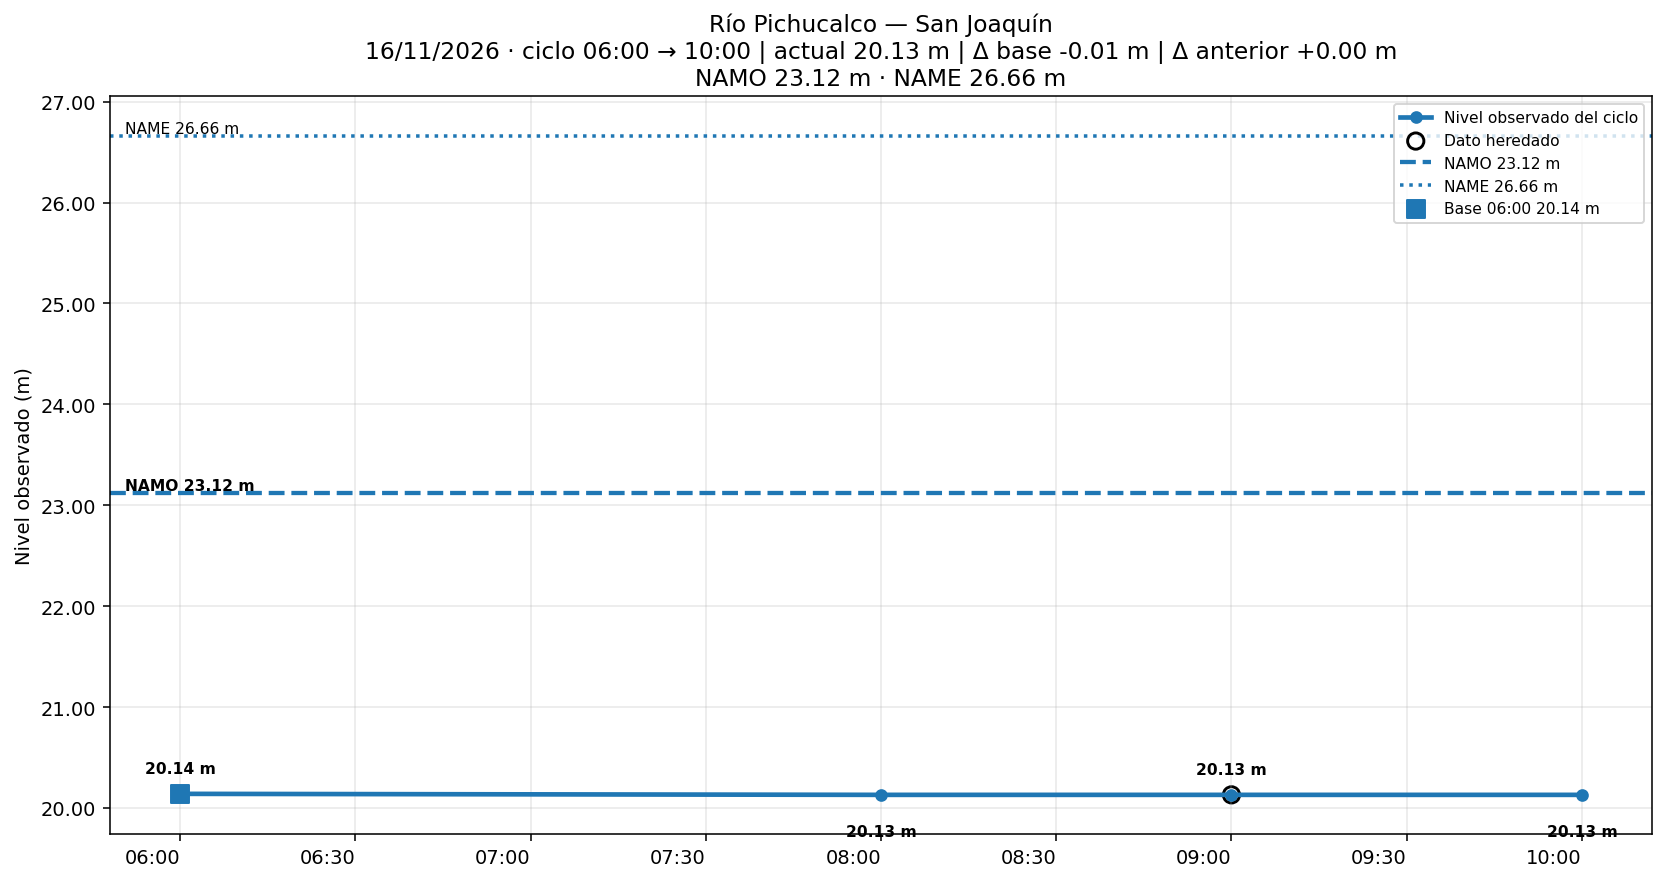 Río Pichucalco — San Joaquín
16/11/2026 · ciclo 06:00 → 10:00 | actual 20.13 m | Δ base -0.01 m | Δ anterior +0.00 m
NAMO 23.12 m · NAME 26.66 m
Nivel observado (m)
27.00
26.00
25.00
24.00
23.00
22.00
21.00
20.00
NAME 26.66 m
NAMO 23.12 m
Nivel observado del ciclo
Dato heredado
NAMO 23.12 m
NAME 26.66 m
Base 06:00 20.14 m
20.14 m
20.13 m
20.13 m
20.13 m
06:00
06:30
07:00
07:30
08:00
08:30
09:00
09:30
10:00